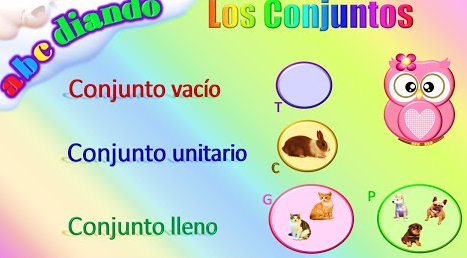 abcdiando
Los Conjuntos
Conjunto vacío
T
Conjunto unitario
C
Conjunto lleno
G
P